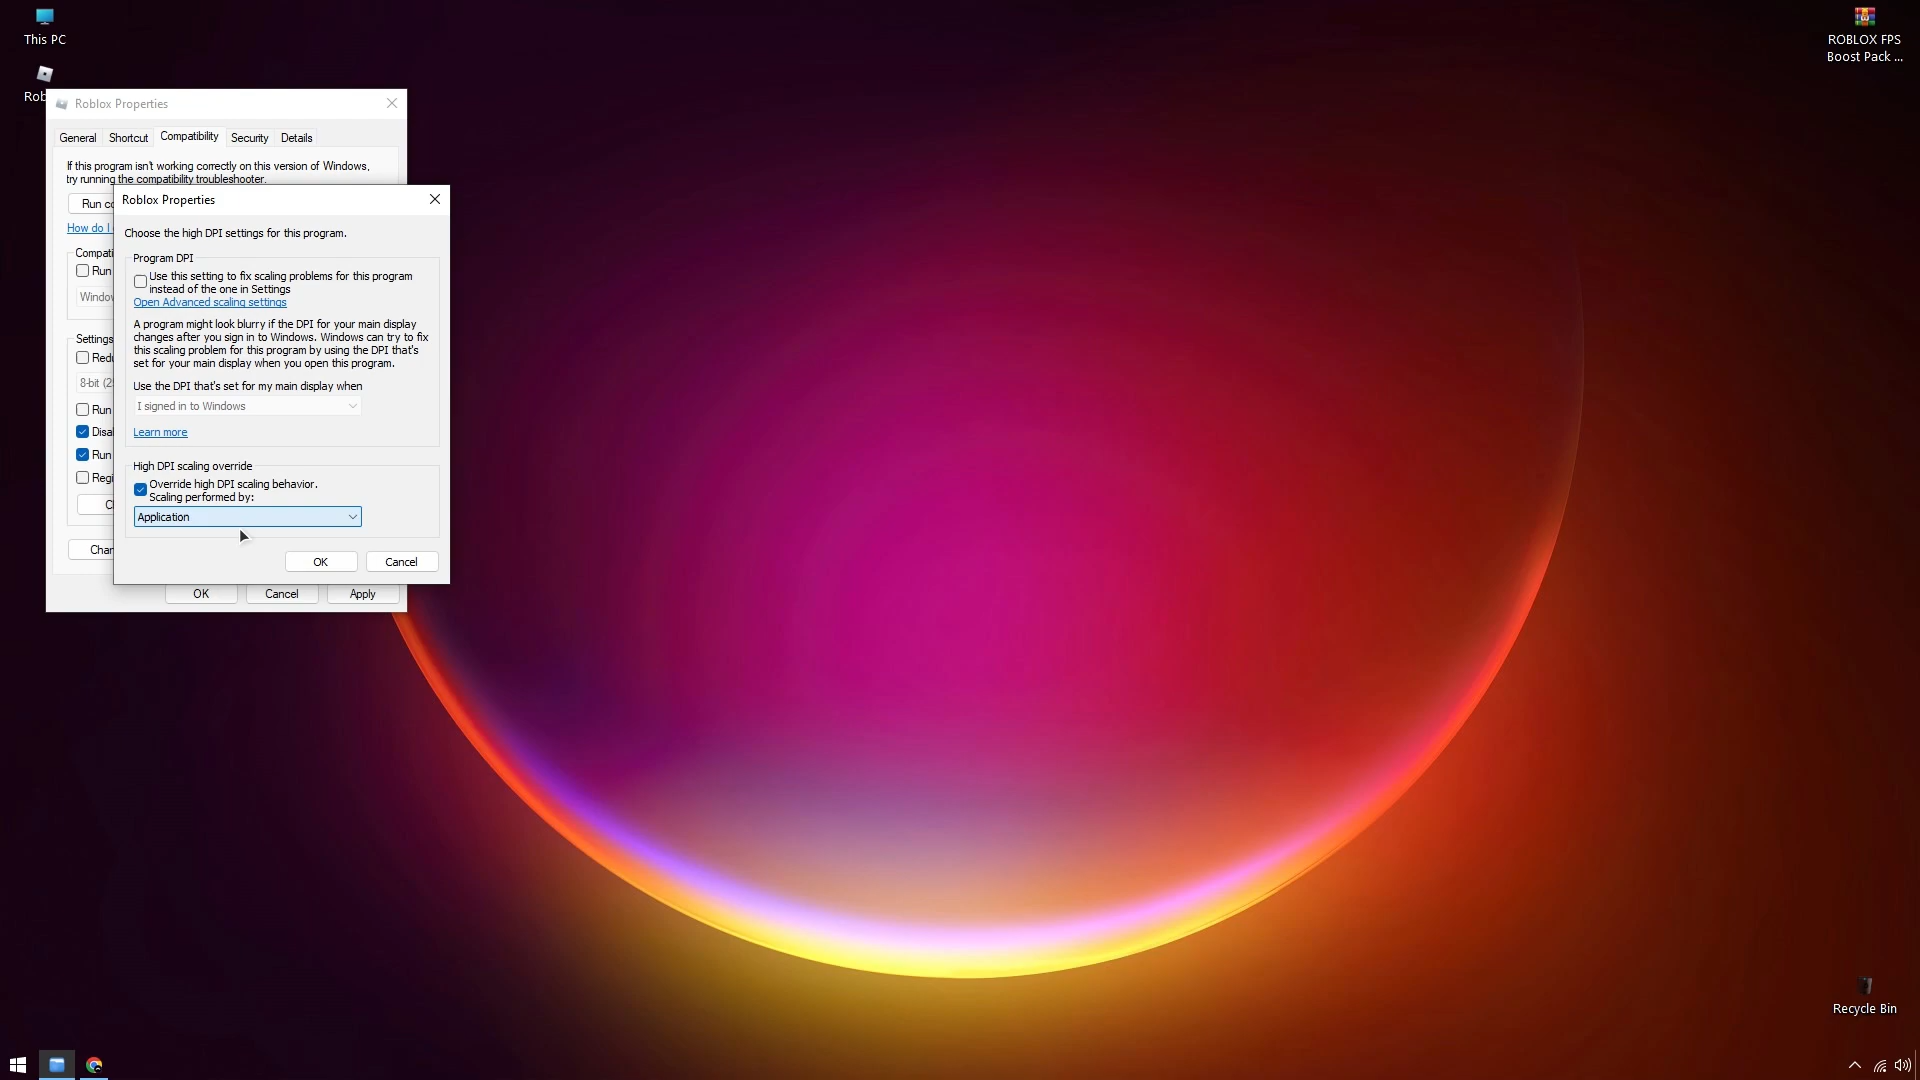 This PC
Rob
ROBLOX FPS
Boost Pack ...
Roblox Properties
General
Shortcut
Compatibility
Security
Details
If this program isn't working correctly on this version of Windows,
try running the compatibility troubleshooter.
Run co
How do I
Compati
Run
Window
Settings
Redu
8-bit (25
Run
Disal
Run
Regi
Ch
Chan
OK
Cancel
Apply
Roblox Properties
Choose the high DPI settings for this program.
Program DPI
Use this setting to fix scaling problems for this program
instead of the one in Settings
Open Advanced scaling settings
A program might look blurry if the DPI for your main display
changes after you sign in to Windows. Windows can try to fix
this scaling problem for this program by using the DPI that's
set for your main display when you open this program.
Use the DPI that's set for my main display when
I signed in to Windows
Learn more
High DPI scaling override
Override high DPI scaling behavior.
Scaling performed by:
Application
OK
Cancel
Recycle Bin